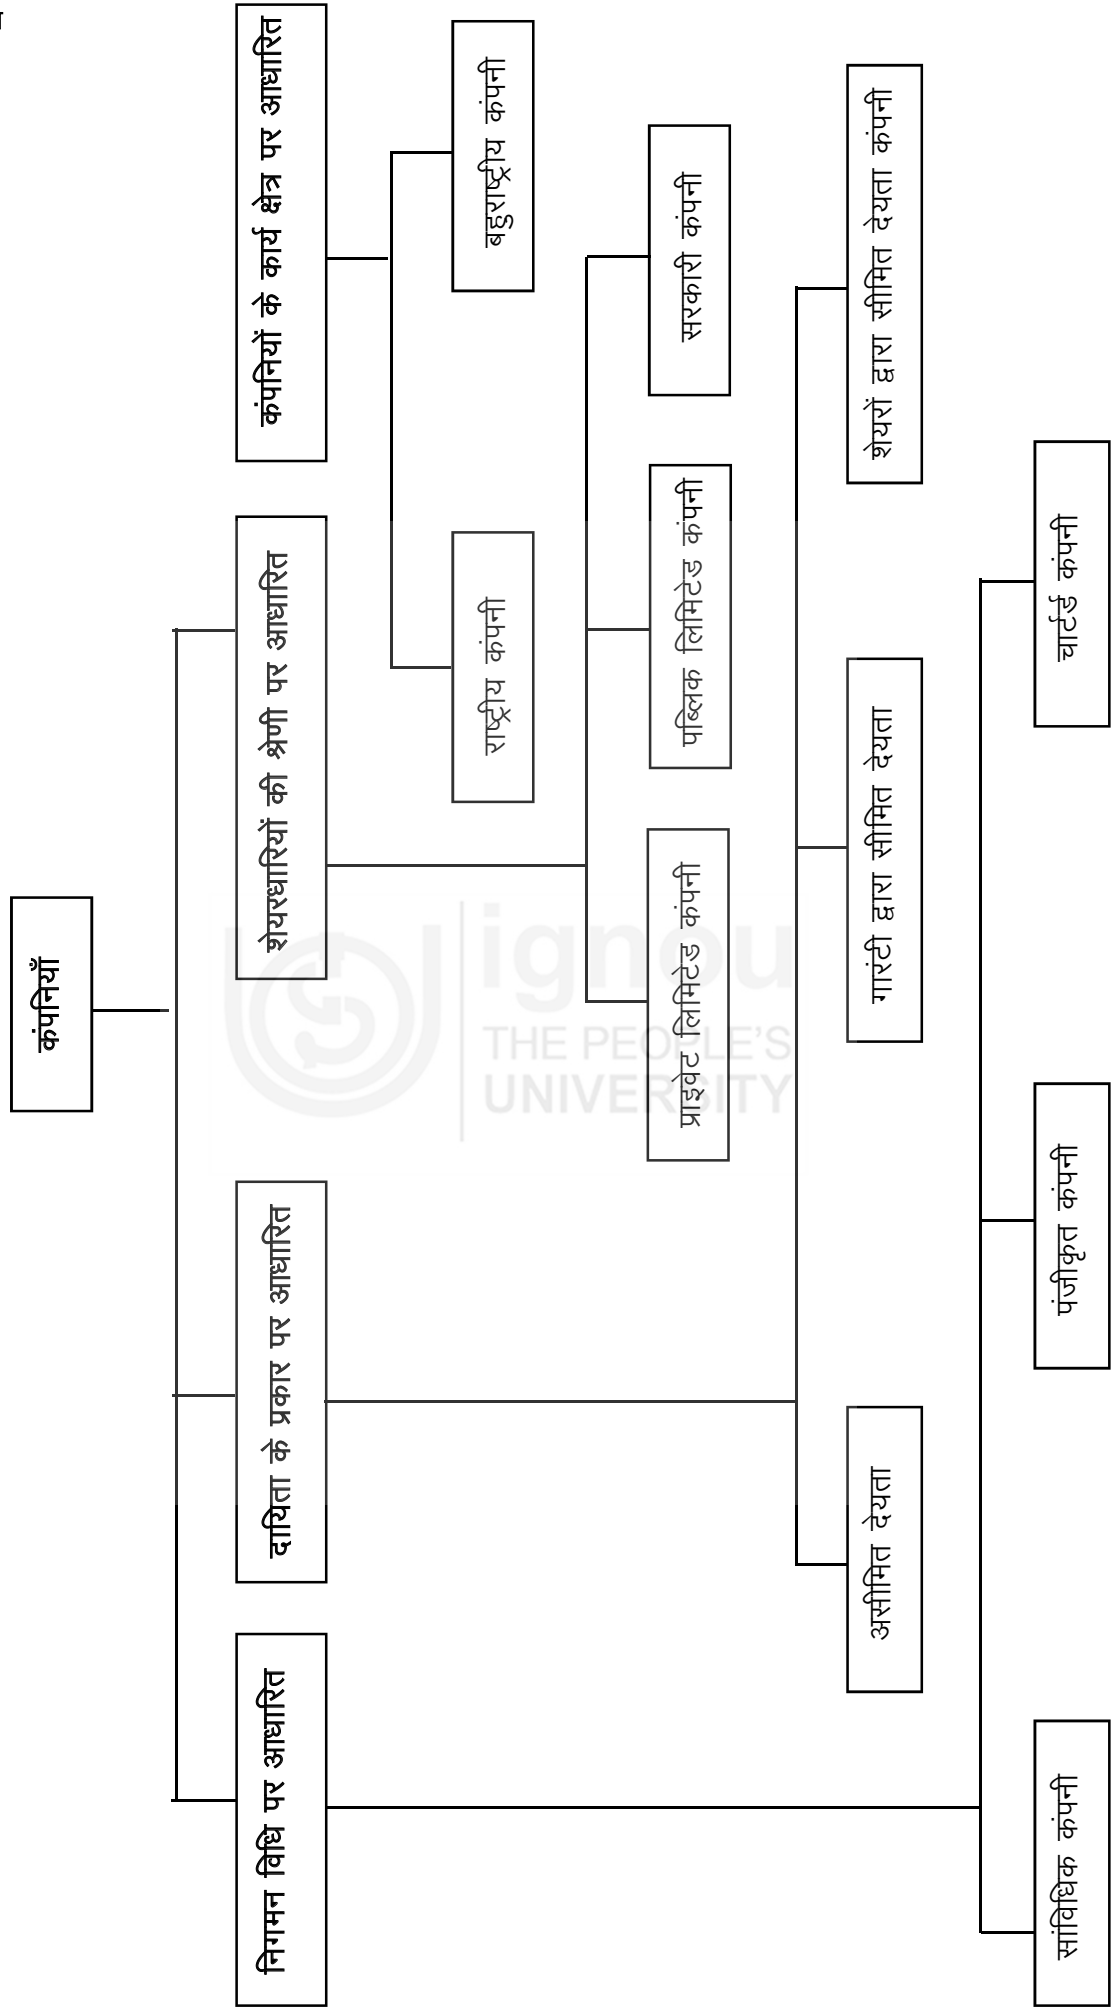 कंपनियाँ
निगमन विधि पर आधारित
दायिता के प्रकार पर आधारित
शेयरधारियों की श्रेणी पर आधारित
कंपनियों के कार्य क्षेत्र पर आधारित
राष्ट्रीय कंपनी
बहुराष्ट्रीय कंपनी
प्राइवेट लिमिटेड कंपनी
पब्लिक लिमिटेड कंपनी
सरकारी कंपनी
असीमित देयता
गारंटी द्वारा सीमित देयता
शेयरों द्वारा सीमित देयता कंपनी
सांविधिक कंपनी
पंजीकृत कंपनी
चार्टर्ड कंपनी
ignou
THE PEOPLE'S
UNIVERSITY